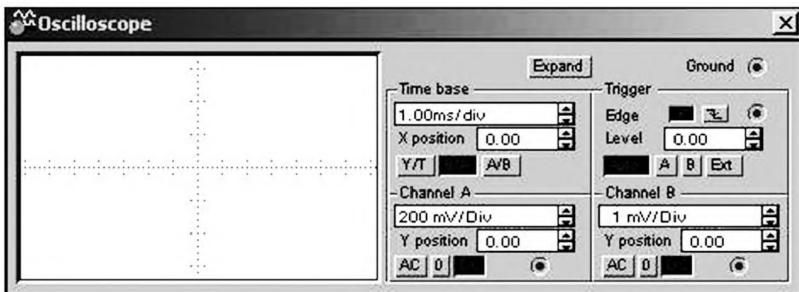 Oscilloscope
Expand
Ground
Time base
1.00ms/div
X position 0.00
Y/T A/B
Trigger
Edge
Level 0.00
A B Ext
Channel A
200 mV/Div
Y position 0.00
AC 0
Channel B
1 mV/Div
Y position 0.00
AC 0